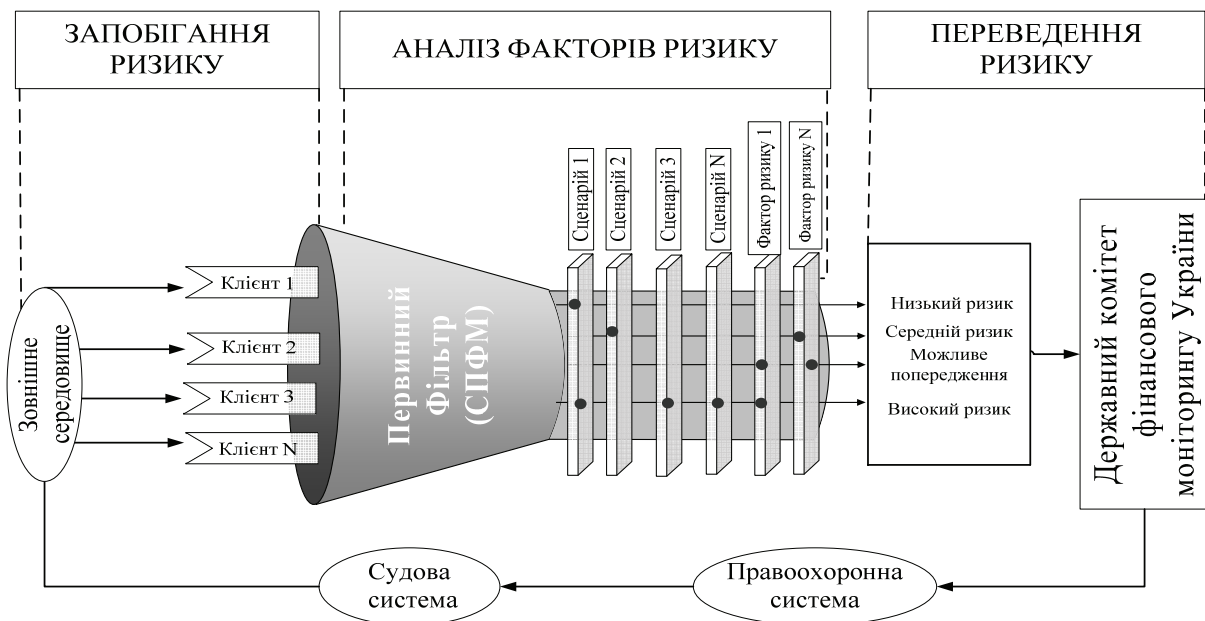 ЗАПОБІГАННЯ
РИЗИКУ
АНАЛІЗ ФАКТОРІВ РИЗИКУ
ПЕРЕВЕДЕННЯ
РИЗИКУ
Зовнішнє
середовище
Клієнт 1
Клієнт 2
Клієнт 3
Клієнт N
Первинний
Фільтр
(СПФМ)
Сценарій 1
Сценарій 2
Сценарій 3
Сценарій N
Фактор ризику 1
Фактор ризику N
Низький ризик
Середній ризик
Можливе
попередження
Високий ризик
Державний комітет
фінансового
моніторингу України
Судова
система
Правоохоронна
система